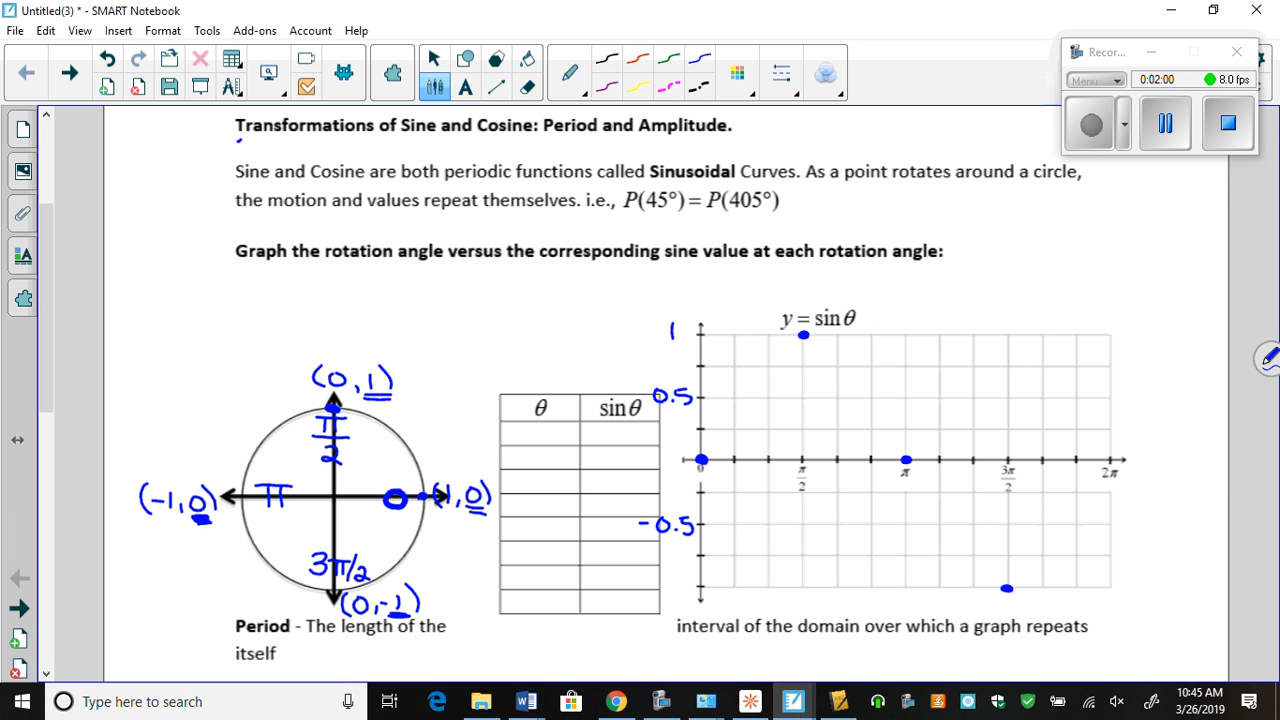 Untitled(3) * - SMART Notebook
File Edit View Insert Format Tools Add-ons Account Help
Recor...
Menu
0:02:00
8.0 fps
Transformations of Sine and Cosine: Period and Amplitude.
Sine and Cosine are both periodic functions called Sinusoidal Curves. As a point rotates around a circle,
the motion and values repeat themselves. i.e., P(45°) = P(405°)
Graph the rotation angle versus the corresponding sine value at each rotation angle:
y = sin θ
1
(0, 1)
0.5
θ sin θ
π/2
0 π/2 π 3π/2 2π
(-1, 0) π 0 (1, 0)
-0.5
3π/2
(0, -1)
Period - The length of the interval of the domain over which a graph repeats
itself
Type here to search
10:45 AM
3/26/2019